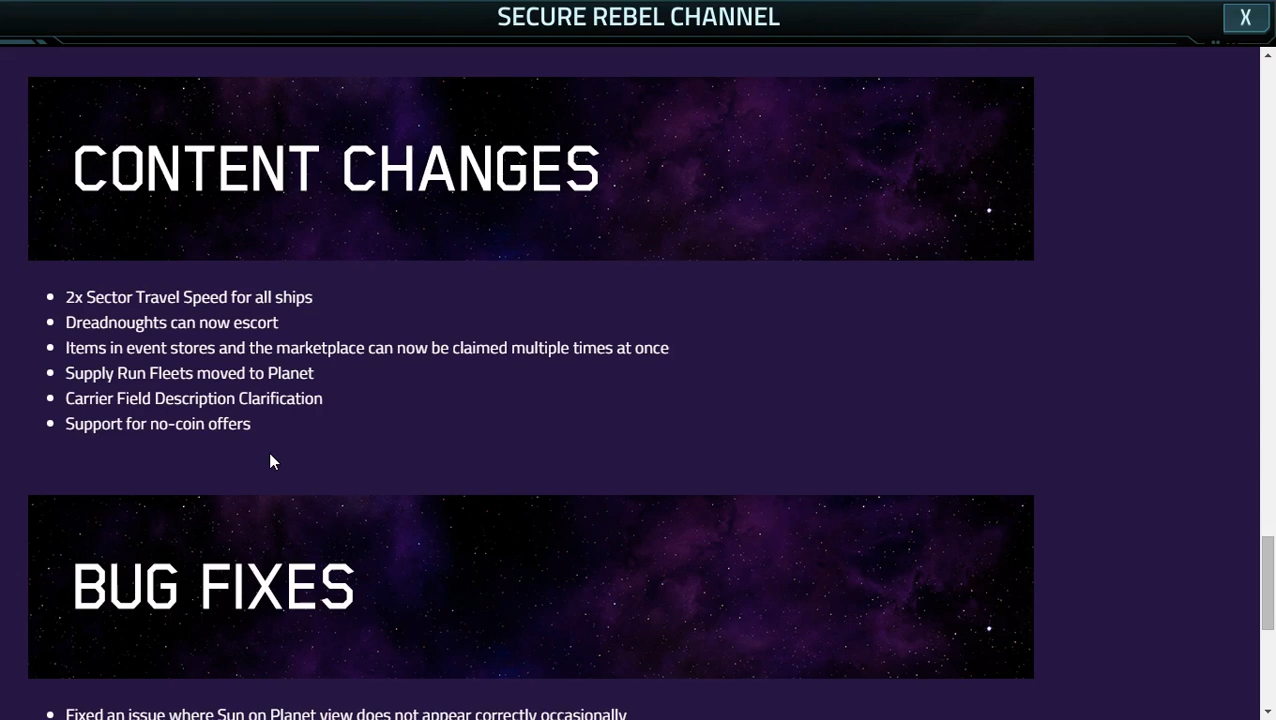 SECURE REBEL CHANNEL
X
CONTENT CHANGES
2x Sector Travel Speed for all ships
Dreadnoughts can now escort
Items in event stores and the marketplace can now be claimed multiple times at once
Supply Run Fleets moved to Planet
Carrier Field Description Clarification
Support for no-coin offers
BUG FIXES
Fixed an issue where Sun on Planet view does not appear correctly occasionally